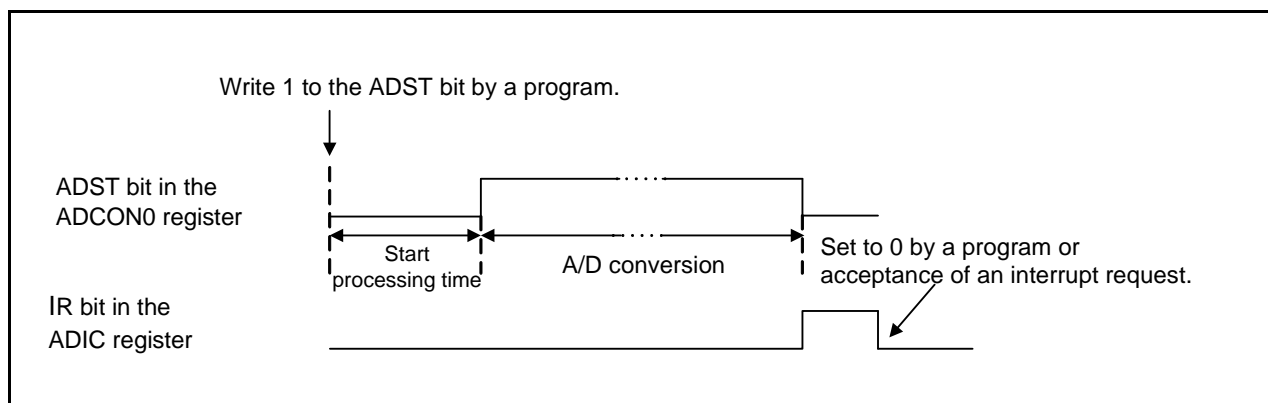 Write 1 to the ADST bit by a program.
ADST bit in the
ADCON0 register
Start
processing time
A/D conversion
Set to 0 by a program or
acceptance of an interrupt request.
IR bit in the
ADIC register